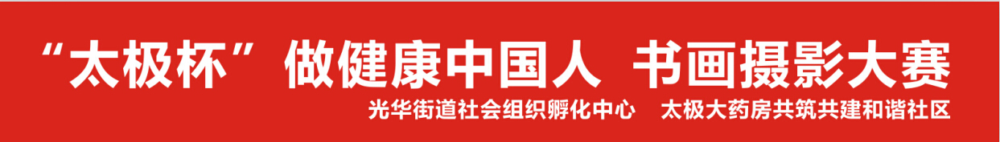 “太极杯”做健康中国人 书画摄影大赛
光华街道社会组织孵化中心 太极大药房共筑共建和谐社区